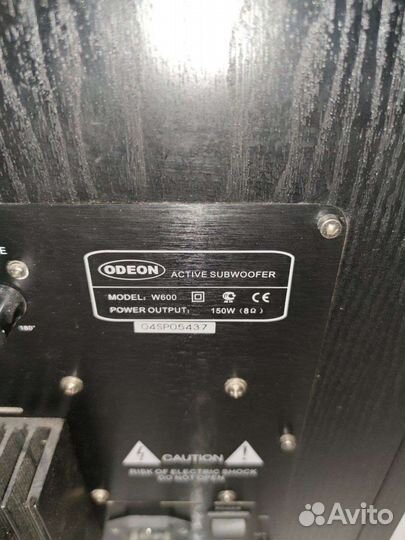 E
ODEON ACTIVE SUBWOOFER
MODEL: W600 CE
POWER OUTPUT: 150W (8Ω)
04SP05437
180°
CAUTION
RISK OF ELECTRIC SHOCK
DO NOT OPEN
Avito